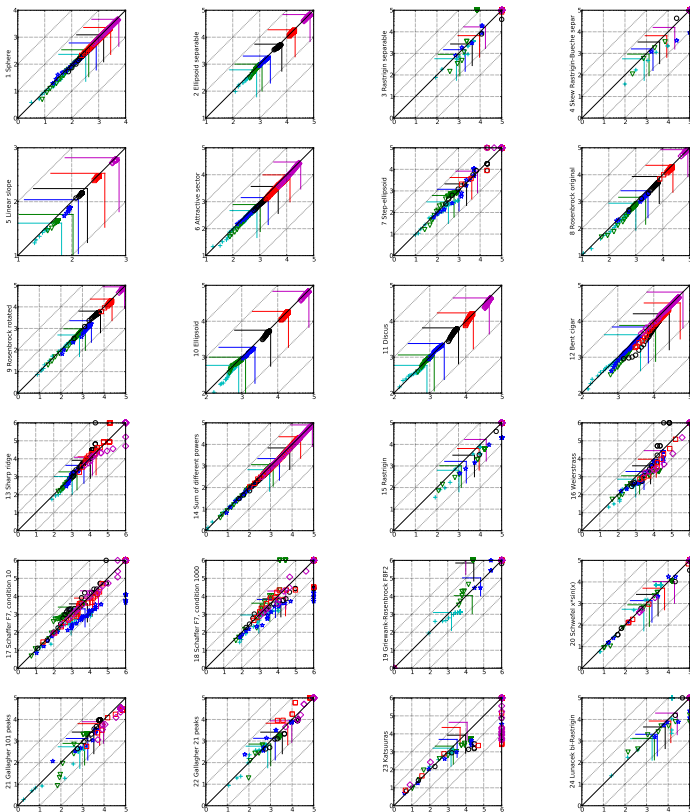 1 Sphere
2 Ellipsoid separable
3 Rastrigin separable
4 Skew Rastrigin-Bueche separ
5 Linear slope
6 Attractive sector
7 Step-ellipsoid
8 Rosenbrock original
9 Rosenbrock rotated
10 Ellipsoid
11 Discus
12 Bent cigar
13 Sharp ridge
14 Sum of different powers
15 Rastrigin
16 Weierstrass
17 Schaffer F7, condition 10
18 Schaffer F7, condition 1000
19 Griewank-Rosenbrock F8F2
20 Schwefel x*sin(x)
21 Gallagher 101 peaks
22 Gallagher 21 peaks
23 Katsuuras
24 Lunacek bi-Rastrigin